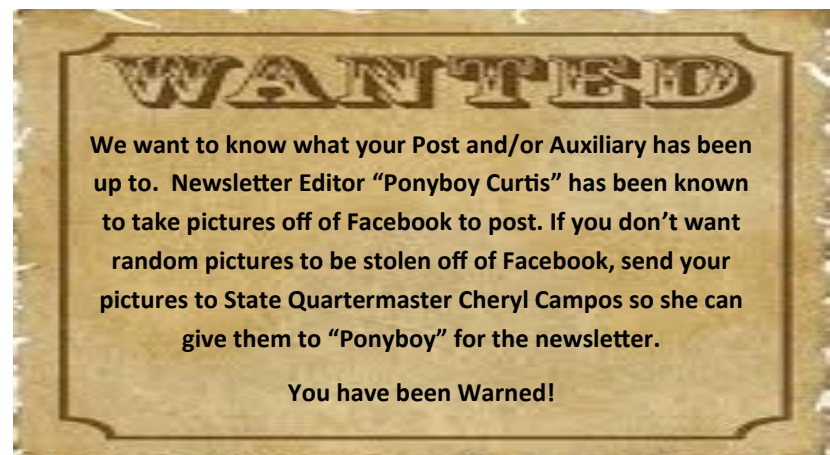 WANTED
We want to know what your Post and/or Auxiliary has been
up to.  Newsletter Editor “Ponyboy Curtis” has been known
to take pictures off of Facebook to post. If you don’t want
random pictures to be stolen off of Facebook, send your
pictures to State Quartermaster Cheryl Campos so she can
give them to “Ponyboy” for the newsletter.
You have been Warned!